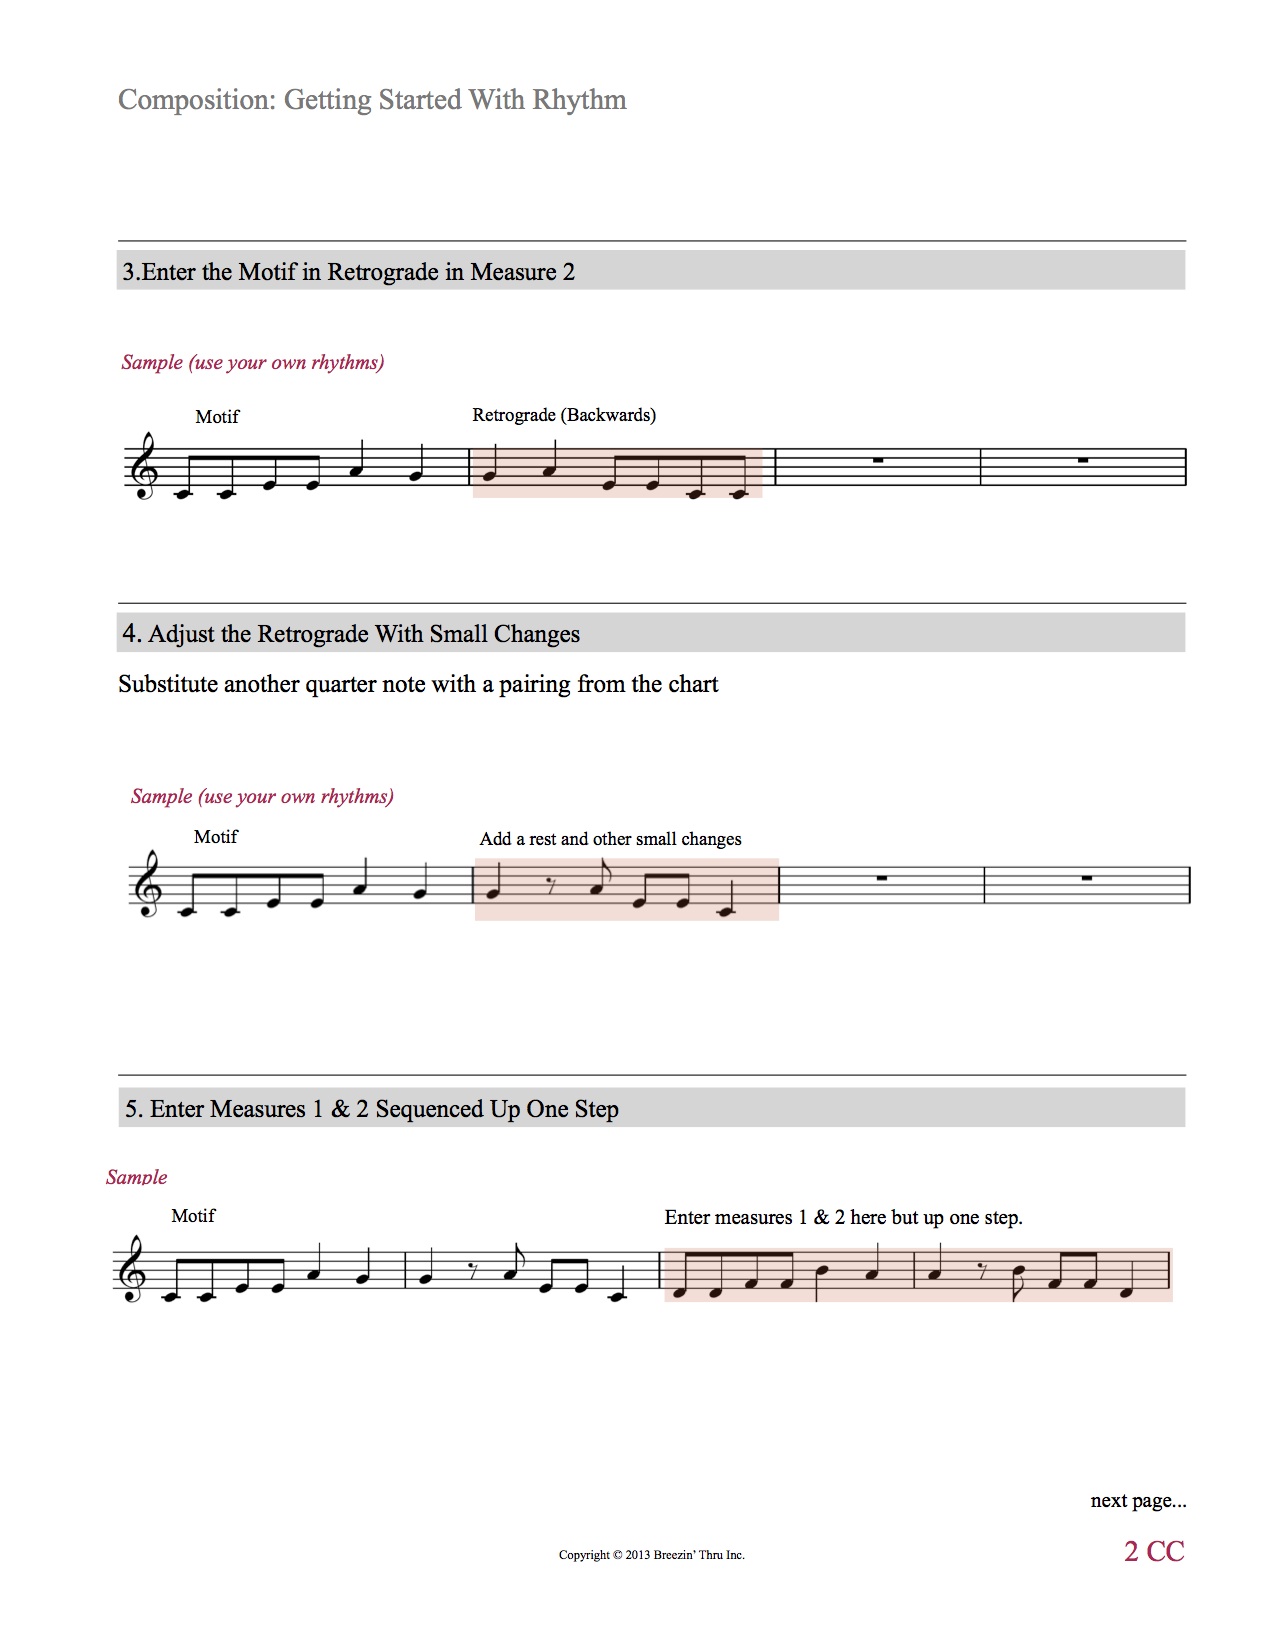 Composition: Getting Started With Rhythm
3.Enter the Motif in Retrograde in Measure 2
Sample (use your own rhythms)
Motif
Retrograde (Backwards)
4. Adjust the Retrograde With Small Changes
Substitute another quarter note with a pairing from the chart
Sample (use your own rhythms)
Motif
Add a rest and other small changes
5. Enter Measures 1 & 2 Sequenced Up One Step
Sample
Motif
Enter measures 1 & 2 here but up one step.
next page...
Copyright © 2013 Breezin' Thru Inc.
2 CC